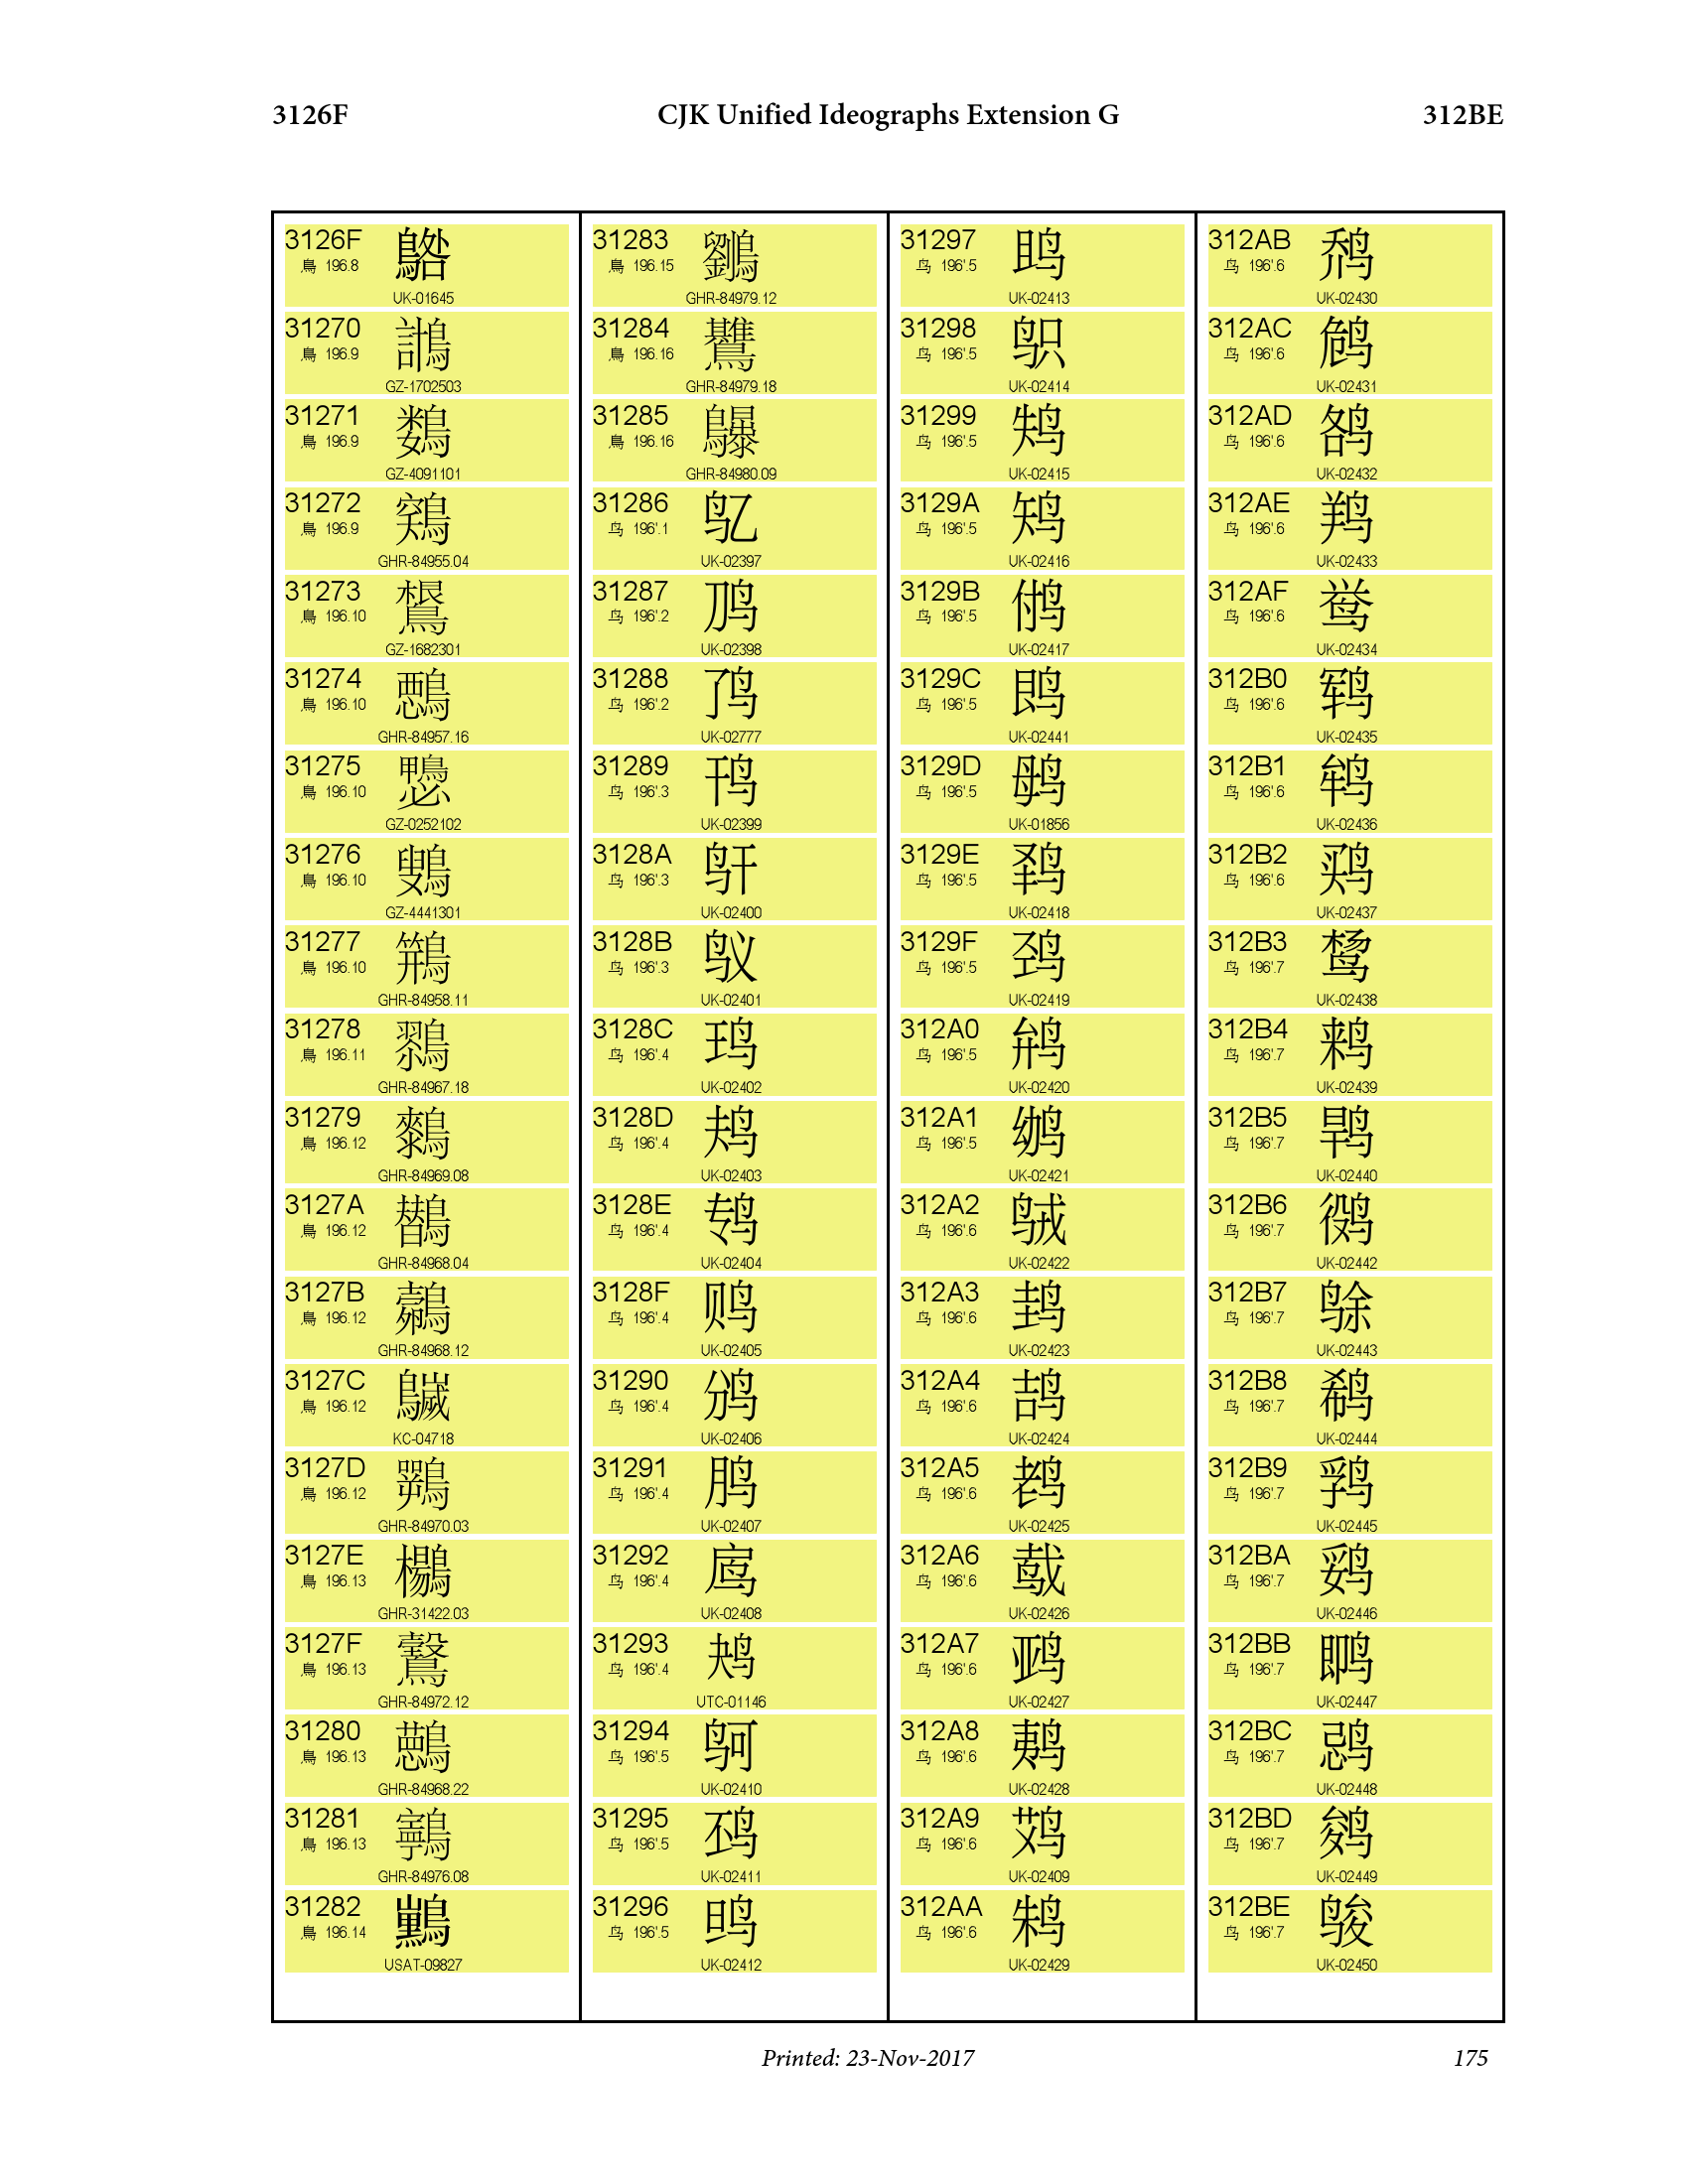 3126F CJK Unified Ideographs Extension G 312BE
3126F
鳥 196.8
UK-01645
31270
鳥 196.9
GZ-1702503
31271
鳥 196.9
GZ-4091101
31272
鳥 196.9
GHR-84955.04
31273
鳥 196.10
GZ-1682301
31274
鳥 196.10
GHR-84957.16
31275
鳥 196.10
GZ-0252102
31276
鳥 196.10
GZ-4441301
31277
鳥 196.10
GHR-84958.11
31278
鳥 196.11
GHR-84967.18
31279
鳥 196.12
GHR-84969.08
3127A
鳥 196.12
GHR-84968.04
3127B
鳥 196.12
GHR-84968.12
3127C
鳥 196.12
KC-04718
3127D
鳥 196.12
GHR-84970.03
3127E
鳥 196.13
GHR-31422.03
3127F
鳥 196.13
GHR-84972.12
31280
鳥 196.13
GHR-84968.22
31281
鳥 196.13
GHR-84976.08
31282
鳥 196.14
USAT-09827
31283
鳥 196.15
GHR-84979.12
31284
鳥 196.16
GHR-84979.18
31285
鳥 196.16
GHR-84980.09
31286
鸟 196'.1
UK-02397
31287
鸟 196'.2
UK-02398
31288
鸟 196'.2
UK-02777
31289
鸟 196'.3
UK-02399
3128A
鸟 196'.3
UK-02400
3128B
鸟 196'.3
UK-02401
3128C
鸟 196'.4
UK-02402
3128D
鸟 196'.4
UK-02403
3128E
鸟 196'.4
UK-02404
3128F
鸟 196'.4
UK-02405
31290
鸟 196'.4
UK-02406
31291
鸟 196'.4
UK-02407
31292
鸟 196'.4
UK-02408
31293
鸟 196'.4
UTC-01146
31294
鸟 196'.5
UK-02410
31295
鸟 196'.5
UK-02411
31296
鸟 196'.5
UK-02412
31297
鸟 196'.5
UK-02413
31298
鸟 196'.5
UK-02414
31299
鸟 196'.5
UK-02415
3129A
鸟 196'.5
UK-02416
3129B
鸟 196'.5
UK-02417
3129C
鸟 196'.5
UK-02441
3129D
鸟 196'.5
UK-01856
3129E
鸟 196'.5
UK-02418
3129F
鸟 196'.5
UK-02419
312A0
鸟 196'.5
UK-02420
312A1
鸟 196'.5
UK-02421
312A2
鸟 196'.6
UK-02422
312A3
鸟 196'.6
UK-02423
312A4
鸟 196'.6
UK-02424
312A5
鸟 196'.6
UK-02425
312A6
鸟 196'.6
UK-02426
312A7
鸟 196'.6
UK-02427
312A8
鸟 196'.6
UK-02428
312A9
鸟 196'.6
UK-02409
312AA
鸟 196'.6
UK-02429
312AB
鸟 196'.6
UK-02430
312AC
鸟 196'.6
UK-02431
312AD
鸟 196'.6
UK-02432
312AE
鸟 196'.6
UK-02433
312AF
鸟 196'.6
UK-02434
312B0
鸟 196'.6
UK-02435
312B1
鸟 196'.6
UK-02436
312B2
鸟 196'.6
UK-02437
312B3
鸟 196'.7
UK-02438
312B4
鸟 196'.7
UK-02439
312B5
鸟 196'.7
UK-02440
312B6
鸟 196'.7
UK-02442
312B7
鸟 196'.7
UK-02443
312B8
鸟 196'.7
UK-02444
312B9
鸟 196'.7
UK-02445
312BA
鸟 196'.7
UK-02446
312BB
鸟 196'.7
UK-02447
312BC
鸟 196'.7
UK-02448
312BD
鸟 196'.7
UK-02449
312BE
鸟 196'.7
UK-02450
Printed: 23-Nov-2017 175